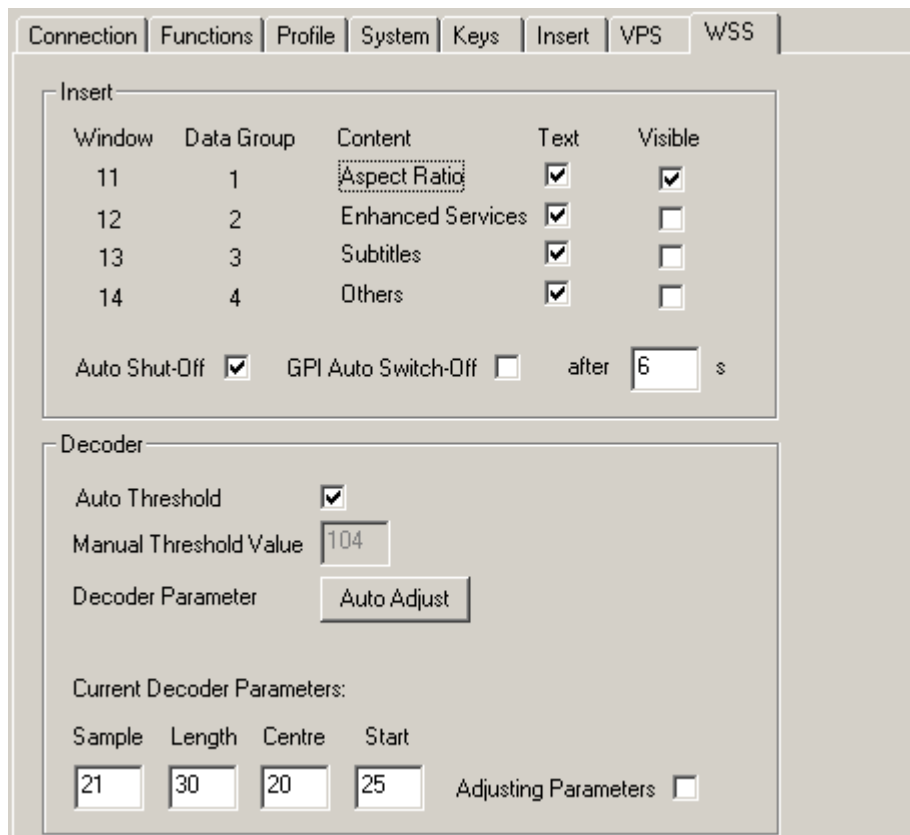 Connection Functions Profile System Keys Insert VPS WSS
Insert
Window Data Group Content Text Visible
11 1 Aspect Ratio
12 2 Enhanced Services
13 3 Subtitles
14 4 Others
Auto Shut-Off GPI Auto Switch-Off after 6 s
Decoder
Auto Threshold
Manual Threshold Value 104
Decoder Parameter Auto Adjust
Current Decoder Parameters:
Sample Length Centre Start
21 30 20 25 Adjusting Parameters